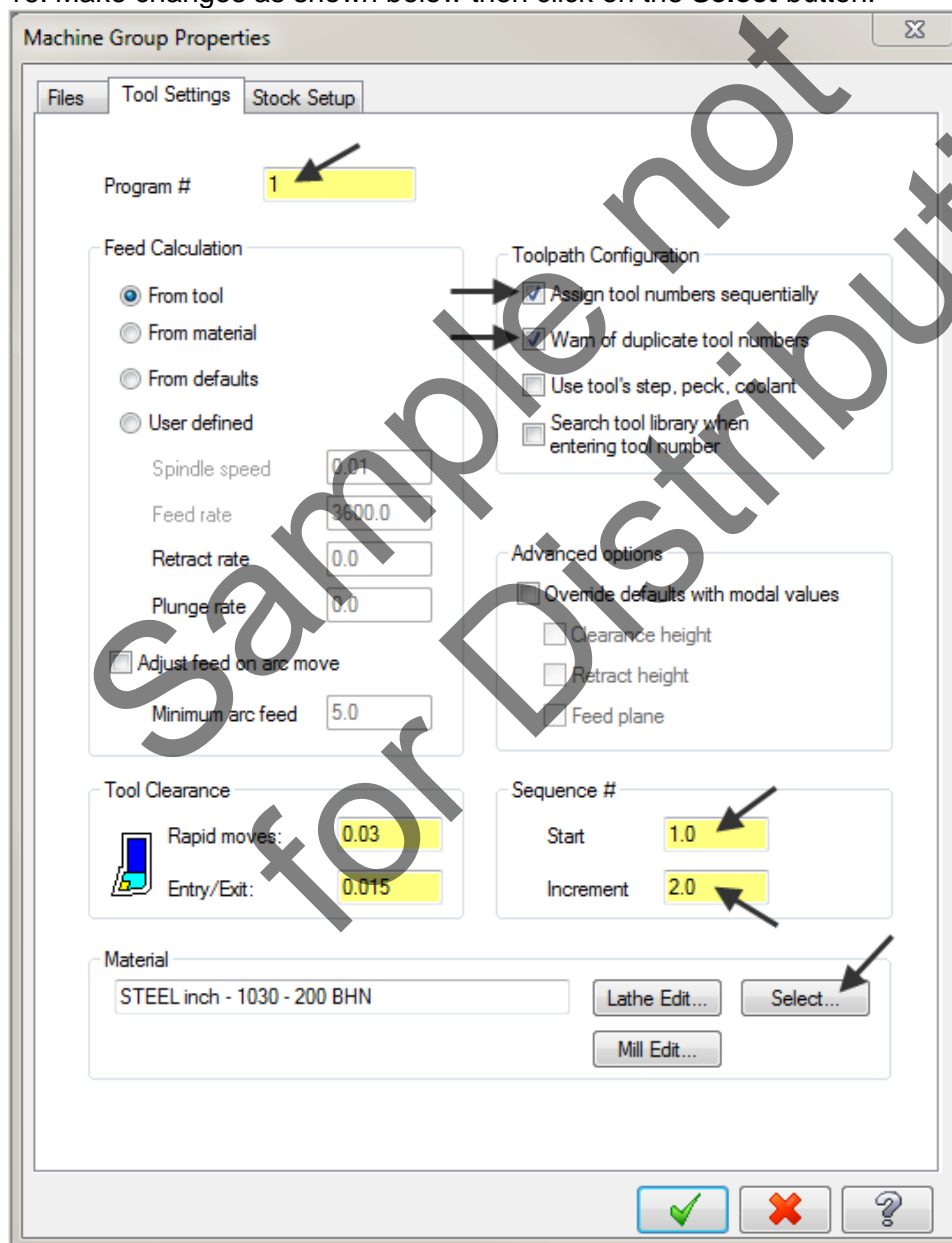 10. Make changes as shown below then click on the Select button.
Machine Group Properties
Files Tool Settings Stock Setup
Program # 1
Feed Calculation
From tool
From material
From defaults
User defined
Spindle speed 0.01
Feed rate 3600.0
Retract rate 0.0
Plunge rate 0.0
Adjust feed on arc move
Minimum arc feed 5.0
Toolpath Configuration
Assign tool numbers sequentially
Warn of duplicate tool numbers
Use tool's step, peck, coolant
Search tool library when
entering tool number
Advanced options
Override defaults with modal values
Clearance height
Retract height
Feed plane
Tool Clearance
Rapid moves: 0.03
Entry/Exit: 0.015
Sequence #
Start 1.0
Increment 2.0
Material
STEEL inch - 1030 - 200 BHN Lathe Edit... Select...
Mill Edit...
Sample not
for Distributi